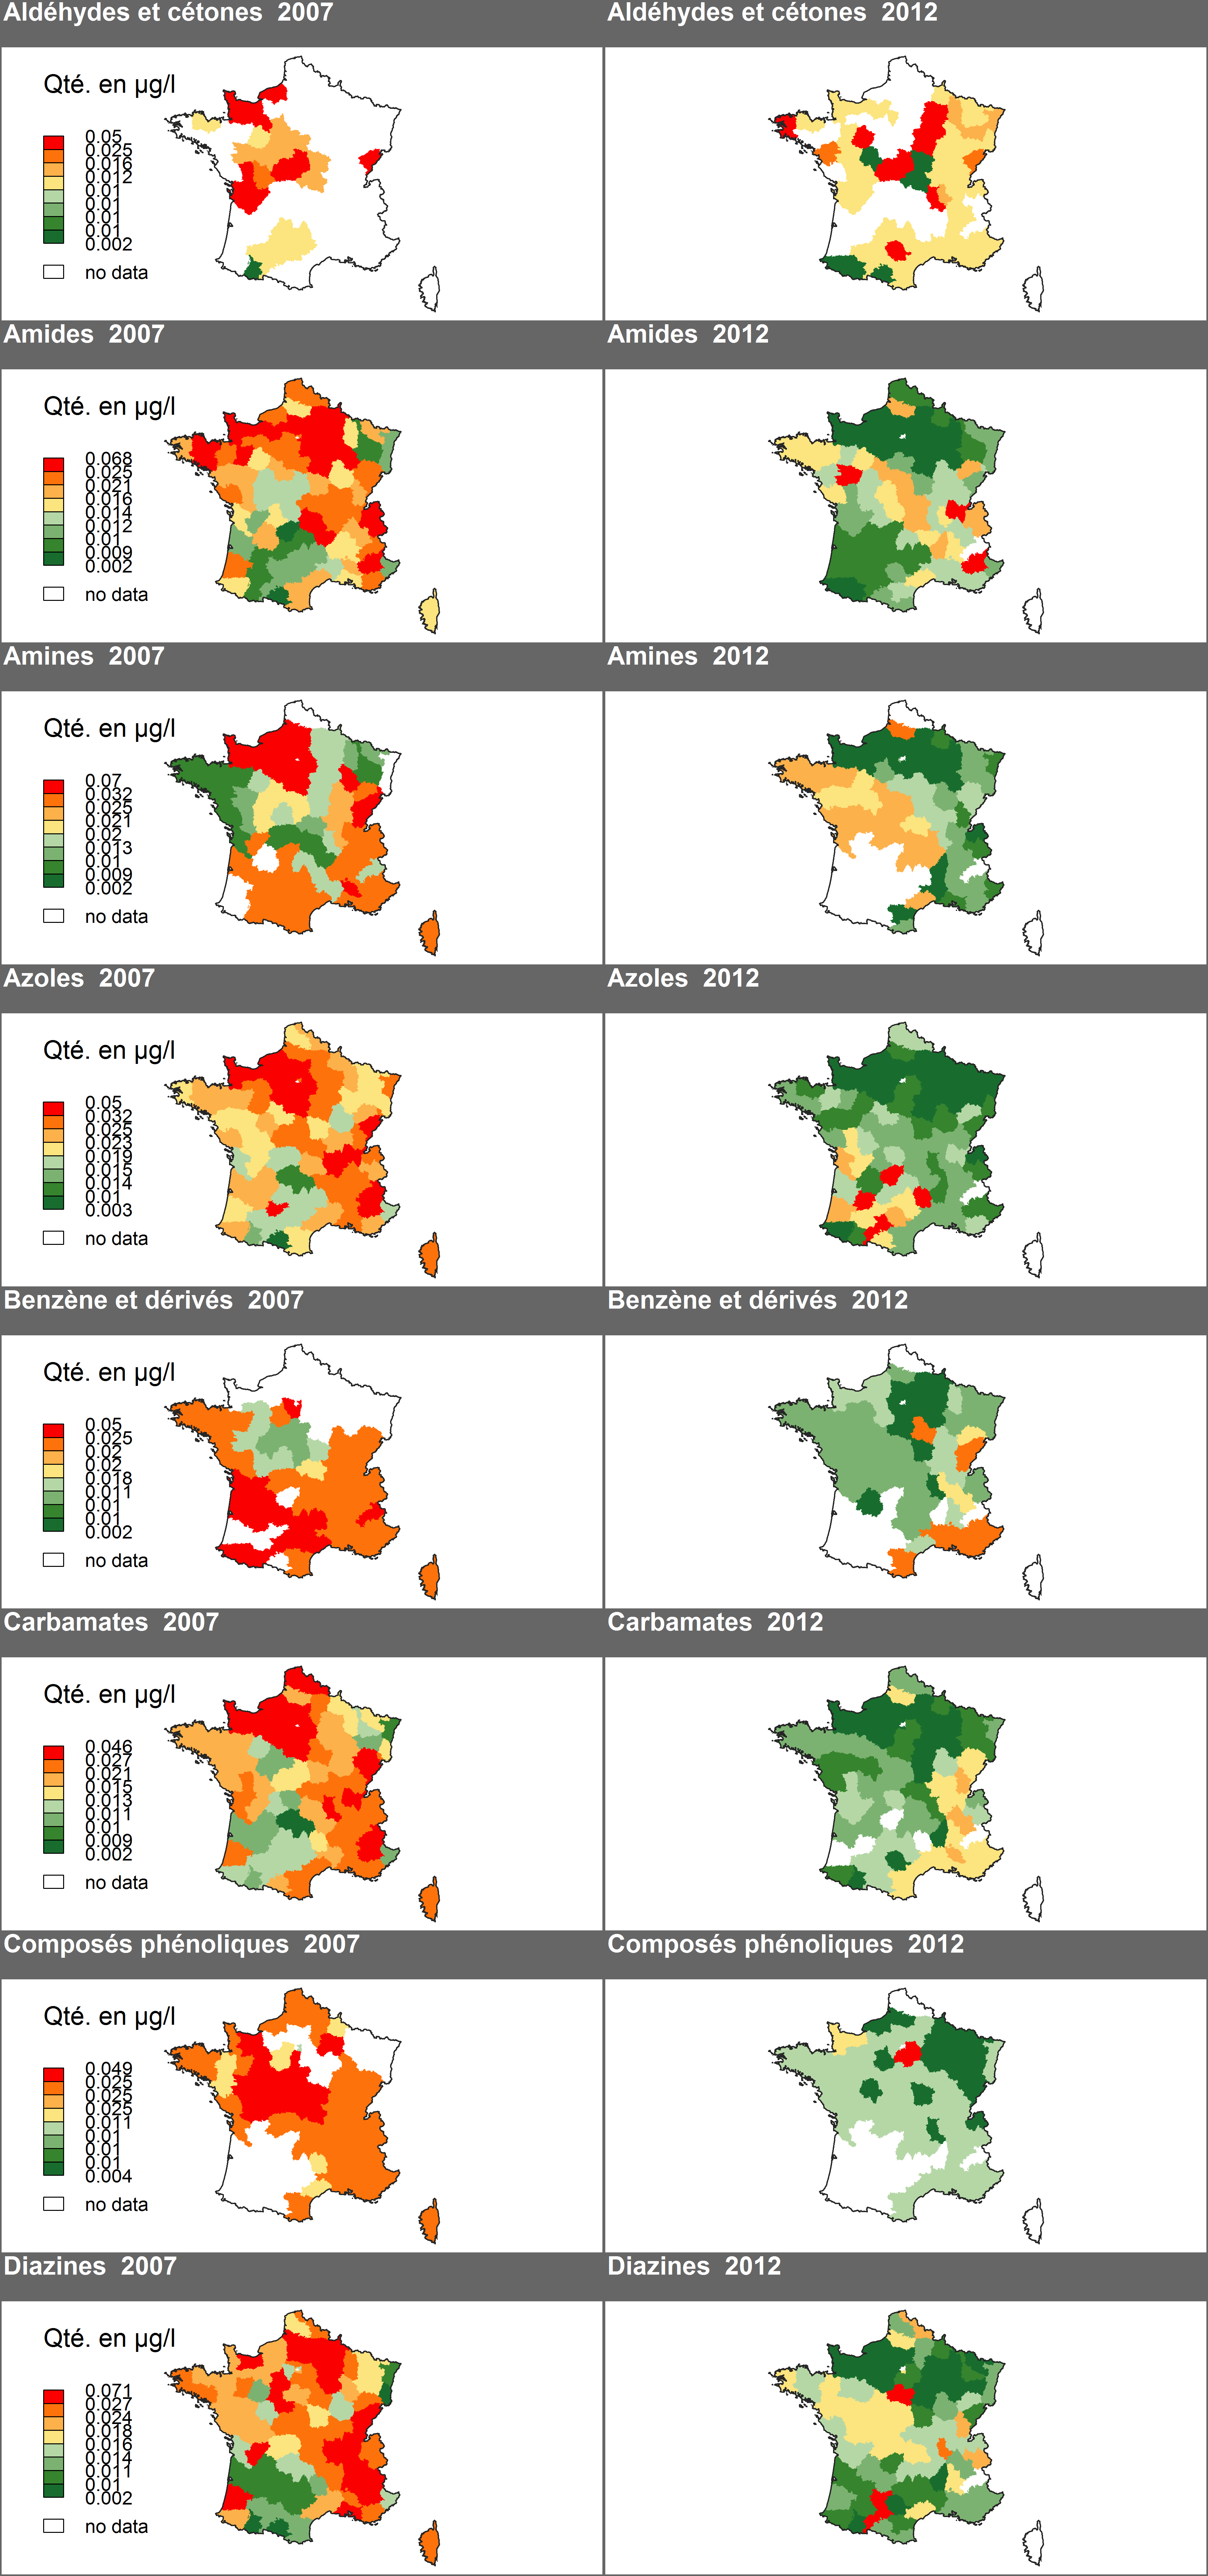 Aldéhydes et cétones 2007
Aldéhydes et cétones 2012
Qté. en µg/l
0.05
0.025
0.016
0.012
0.01
0.01
0.01
0.002
no data
Amides 2007
Amides 2012
Qté. en µg/l
0.068
0.025
0.021
0.016
0.014
0.012
0.01
0.009
0.002
no data
Amines 2007
Amines 2012
Qté. en µg/l
0.07
0.032
0.025
0.021
0.02
0.013
0.01
0.009
0.002
no data
Azoles 2007
Azoles 2012
Qté. en µg/l
0.05
0.032
0.025
0.023
0.019
0.015
0.01
0.014
0.003
no data
Benzène et dérivés 2007
Benzène et dérivés 2012
Qté. en µg/l
0.05
0.025
0.02
0.02
0.018
0.011
0.01
0.01
0.002
no data
Carbamates 2007
Carbamates 2012
Qté. en µg/l
0.046
0.027
0.021
0.015
0.013
0.011
0.01
0.009
0.002
no data
Composés phénoliques 2007
Composés phénoliques 2012
Qté. en µg/l
0.049
0.025
0.025
0.025
0.011
0.01
0.01
0.004
no data
Diazines 2007
Diazines 2012
Qté. en µg/l
0.071
0.027
0.024
0.018
0.016
0.014
0.011
0.01
0.002
no data